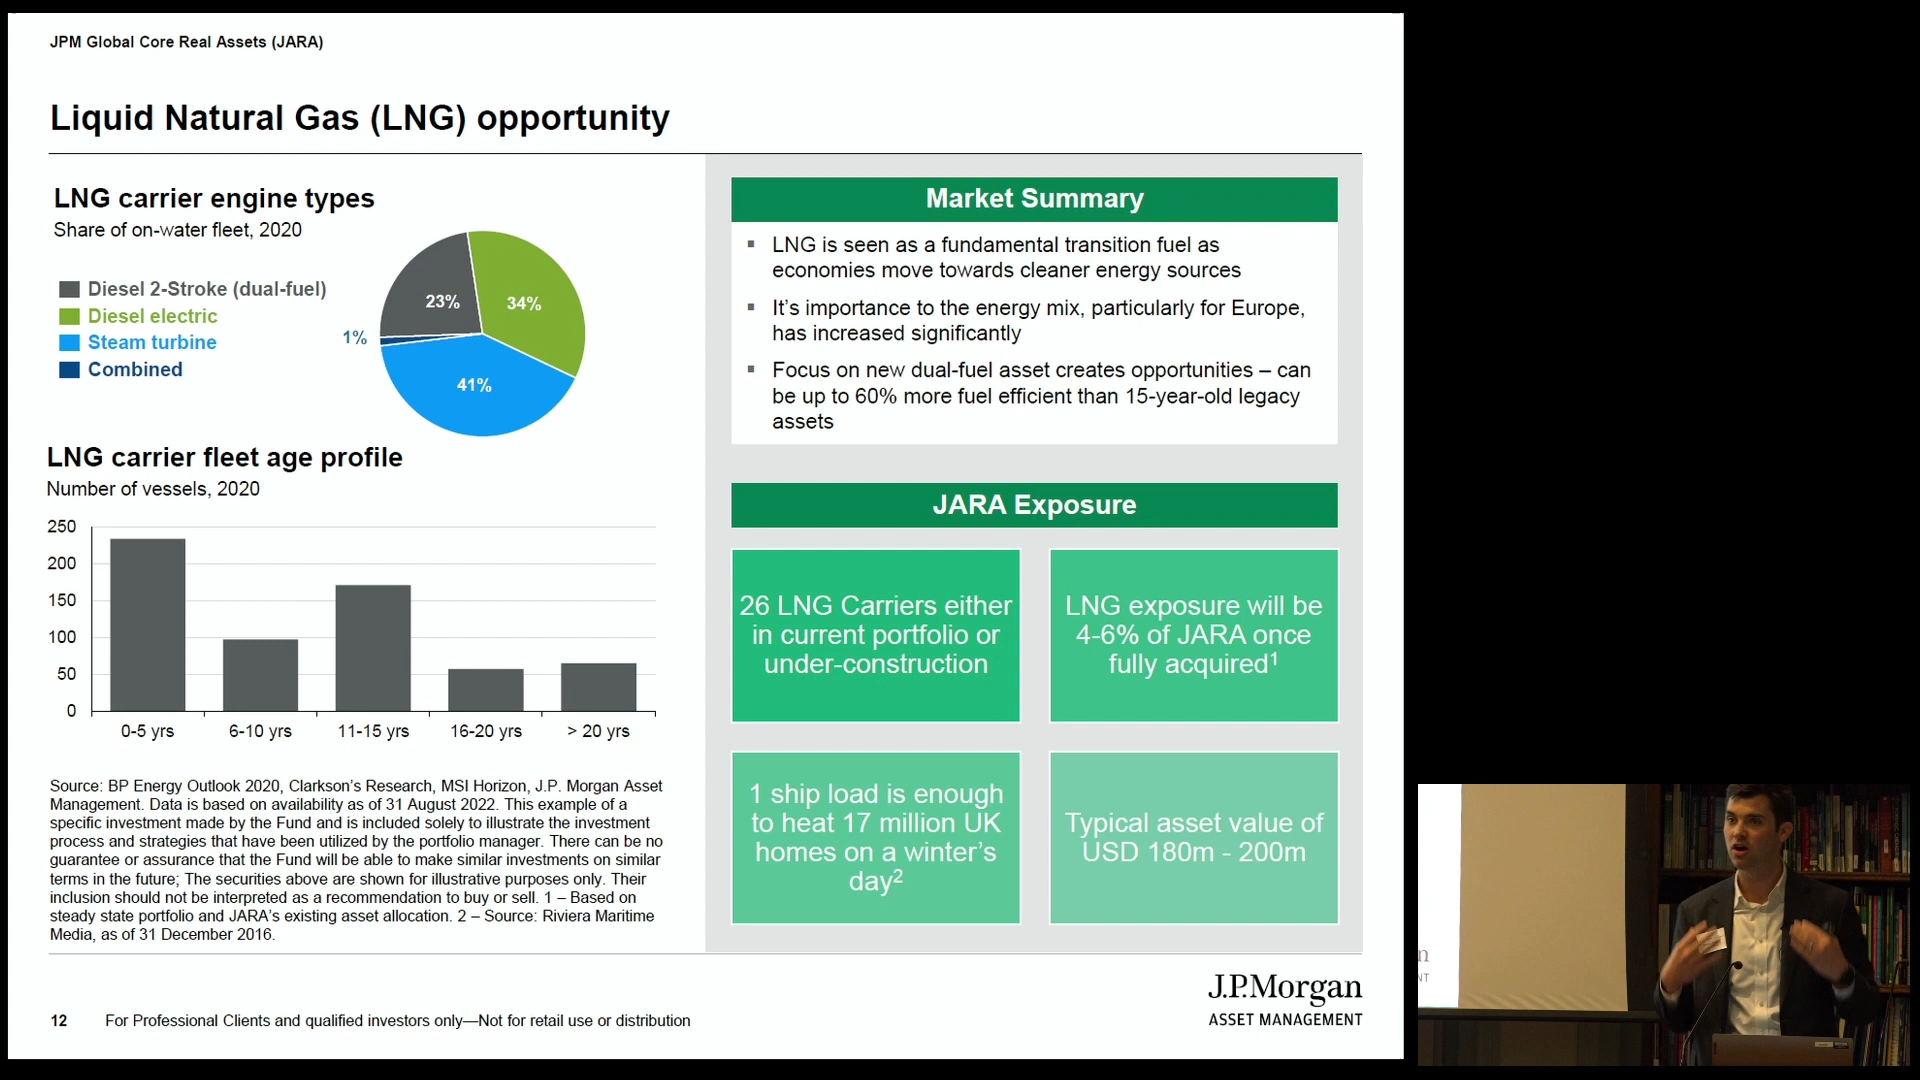 JPM Global Core Real Assets (JARA)
Liquid Natural Gas (LNG) opportunity
LNG carrier engine types
Share of on-water fleet, 2020
Diesel 2-Stroke (dual-fuel)
Diesel electric
Steam turbine
Combined
23%
34%
1%
41%
LNG carrier fleet age profile
Number of vessels, 2020
250
200
150
100
50
0
0-5 yrs
6-10 yrs
11-15 yrs
16-20 yrs
> 20 yrs
Source: BP Energy Outlook 2020, Clarkson's Research, MSI Horizon, J.P. Morgan Asset
Management. Data is based on availability as of 31 August 2022. This example of a
specific investment made by the Fund and is included solely to illustrate the investment
process and strategies that have been utilized by the portfolio manager. There can be no
guarantee or assurance that the Fund will be able to make similar investments on similar
terms in the future; The securities above are shown for illustrative purposes only. Their
inclusion should not be interpreted as a recommendation to buy or sell. 1 – Based on
steady state portfolio and JARA's existing asset allocation. 2 – Source: Riviera Maritime
Media, as of 31 December 2016.
Market Summary
▪ LNG is seen as a fundamental transition fuel as
economies move towards cleaner energy sources
▪ It's importance to the energy mix, particularly for Europe,
has increased significantly
▪ Focus on new dual-fuel asset creates opportunities – can
be up to 60% more fuel efficient than 15-year-old legacy
assets
JARA Exposure
26 LNG Carriers either
in current portfolio or
under-construction
LNG exposure will be
4-6% of JARA once
fully acquired¹
1 ship load is enough
to heat 17 million UK
homes on a winter's
day²
Typical asset value of
USD 180m - 200m
12
For Professional Clients and qualified investors only—Not for retail use or distribution
J.P.Morgan
ASSET MANAGEMENT